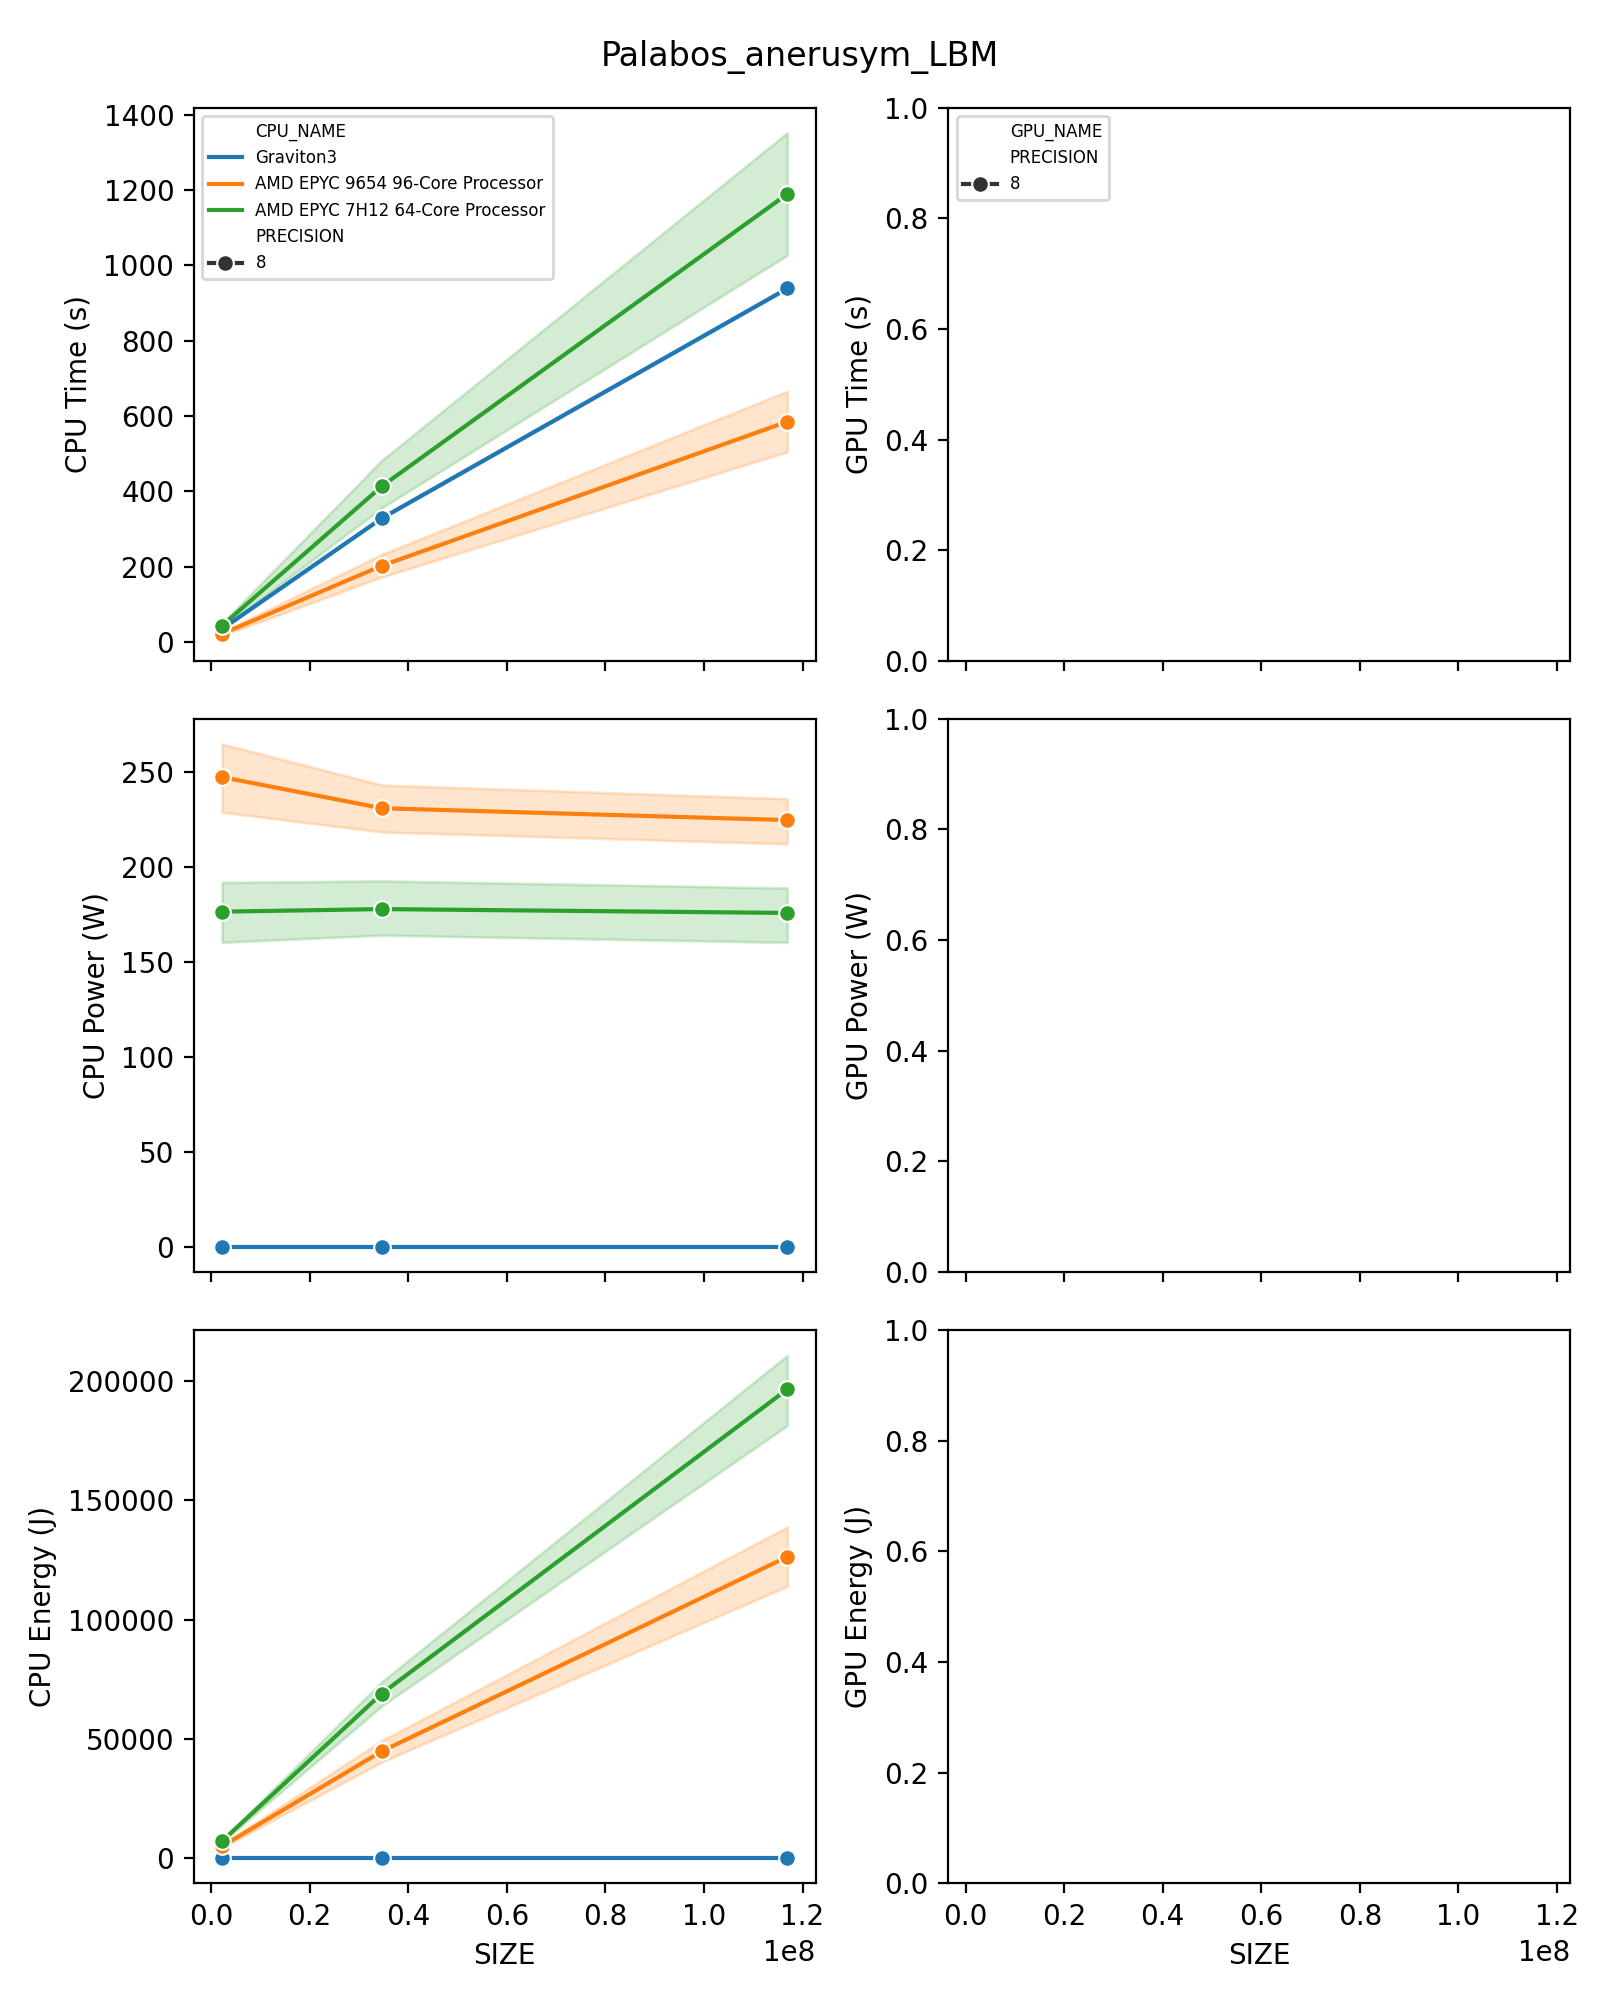 Palabos_anerusym_LBM
1400
1200
1000
800
600
400
200
0
CPU Time (s)
CPU_NAME
Graviton3
AMD EPYC 9654 96-Core Processor
AMD EPYC 7H12 64-Core Processor
PRECISION
8
1.0
0.8
0.6
0.4
0.2
0.0
GPU Time (s)
GPU_NAME
PRECISION
8
250
200
150
100
50
0
CPU Power (W)
1.0
0.8
0.6
0.4
0.2
0.0
GPU Power (W)
200000
150000
100000
50000
0
CPU Energy (J)
0.0 0.2 0.4 0.6 0.8 1.0 1.2
1e8
SIZE
1.0
0.8
0.6
0.4
0.2
0.0
GPU Energy (J)
0.0 0.2 0.4 0.6 0.8 1.0 1.2
1e8
SIZE